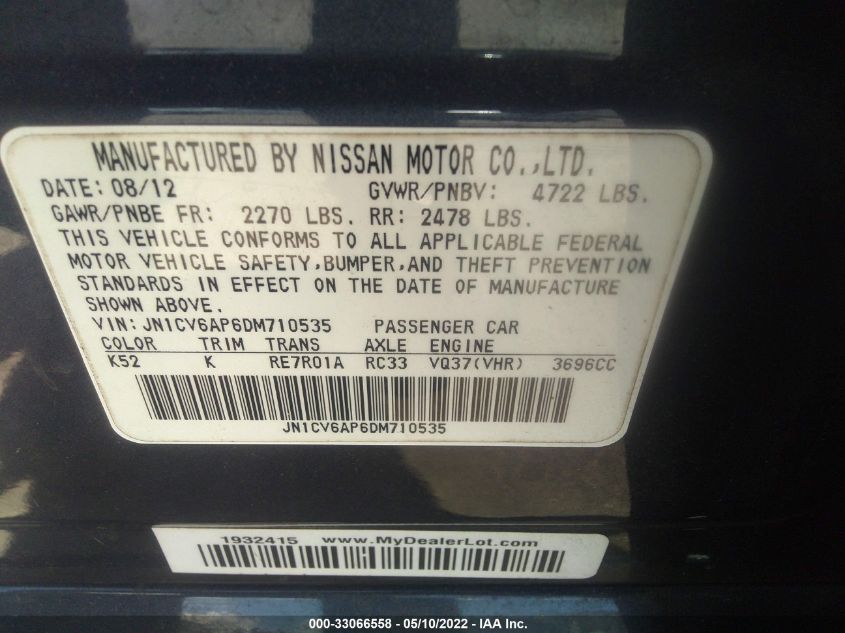 MANUFACTURED BY NISSAN MOTOR CO.,LTD.
DATE: 08/12 GVWR/PNBV: 4722 LBS.
GAWR/PNBE FR: 2270 LBS. RR: 2478 LBS.
THIS VEHICLE CONFORMS TO ALL APPLICABLE FEDERAL
MOTOR VEHICLE SAFETY,BUMPER,AND THEFT PREVENTION
STANDARDS IN EFFECT ON THE DATE OF MANUFACTURE
SHOWN ABOVE.
VIN: JN1CV6AP6DM710535 PASSENGER CAR
COLOR TRIM TRANS AXLE ENGINE
K52 K RE7R01A RC33 VQ37(VHR) 3696CC
JN1CV6AP6DM710535
1932415 www.MyDealerLot.com
000-33066558 - 05/10/2022 - IAA Inc.